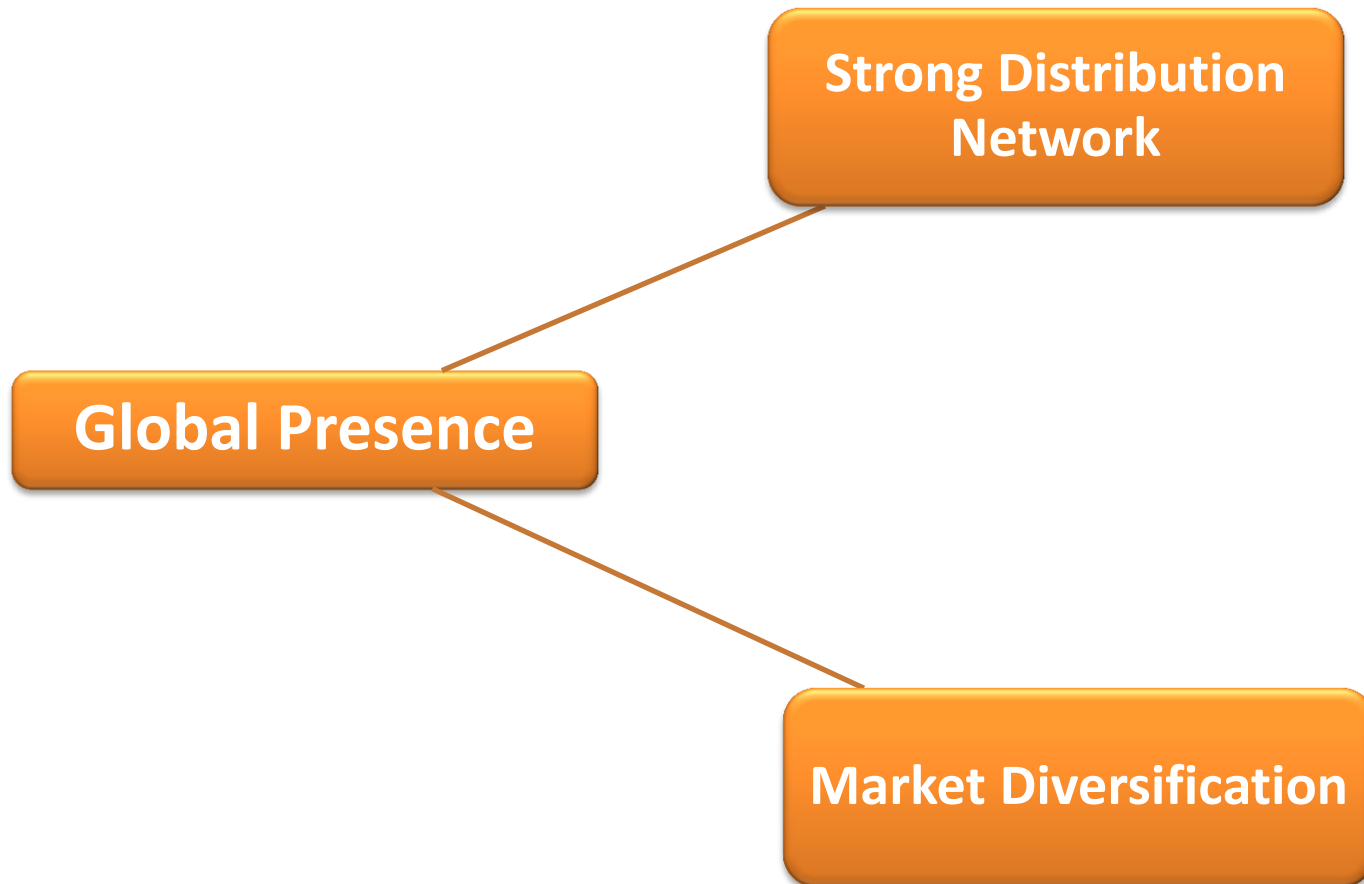 Strong Distribution
Network
Global Presence
Market Diversification